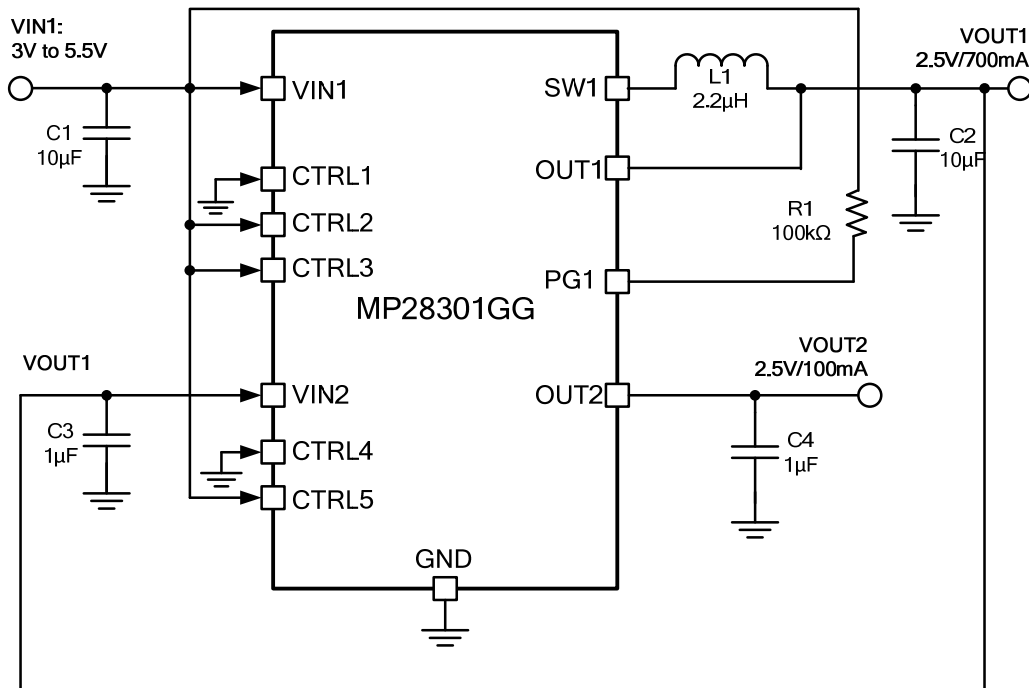 VIN1:
3V to 5.5V
VOUT1
2.5V/700mA
VIN1
SW1
L1
2.2µH
C1
10µF
C2
10µF
CTRL1
OUT1
CTRL2
R1
100kΩ
CTRL3
PG1
MP28301GG
VOUT1
VOUT2
2.5V/100mA
VIN2
OUT2
C3
1µF
CTRL4
C4
1µF
CTRL5
GND